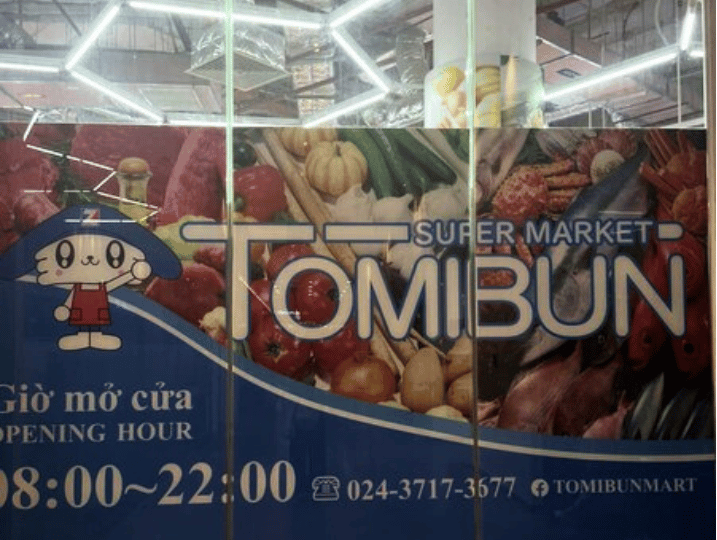 SUPER MARKET
TOMIBUN
Giờ mở cửa
OPENING HOUR
08:00~22:00
024-3717-3677
TOMIBUNMART